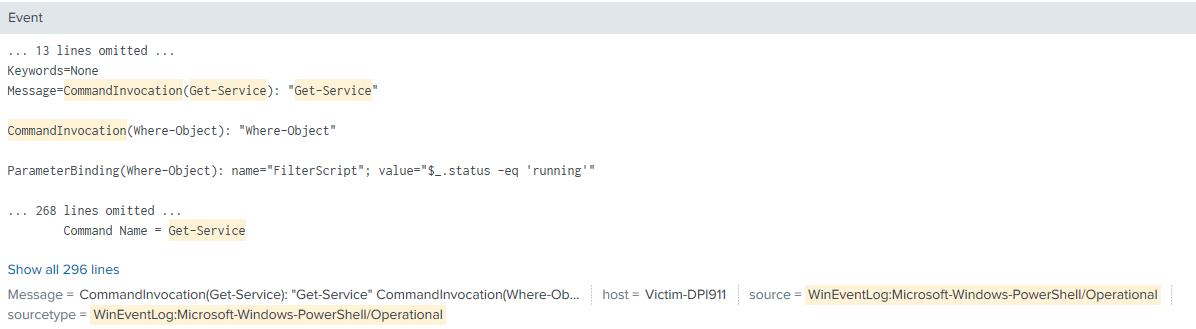 Event
... 13 lines omitted ...
Keywords=None
Message=CommandInvocation(Get-Service): "Get-Service"
CommandInvocation(Where-Object): "Where-Object"
ParameterBinding(Where-Object): name="FilterScript"; value="$_.status -eq 'running'"
... 268 lines omitted ...
Command Name = Get-Service
Show all 296 lines
Message = CommandInvocation(Get-Service): "Get-Service" CommandInvocation(Where-Ob... host = Victim-DPI911 source = WinEventLog:Microsoft-Windows-PowerShell/Operational
sourcetype = WinEventLog:Microsoft-Windows-PowerShell/Operational